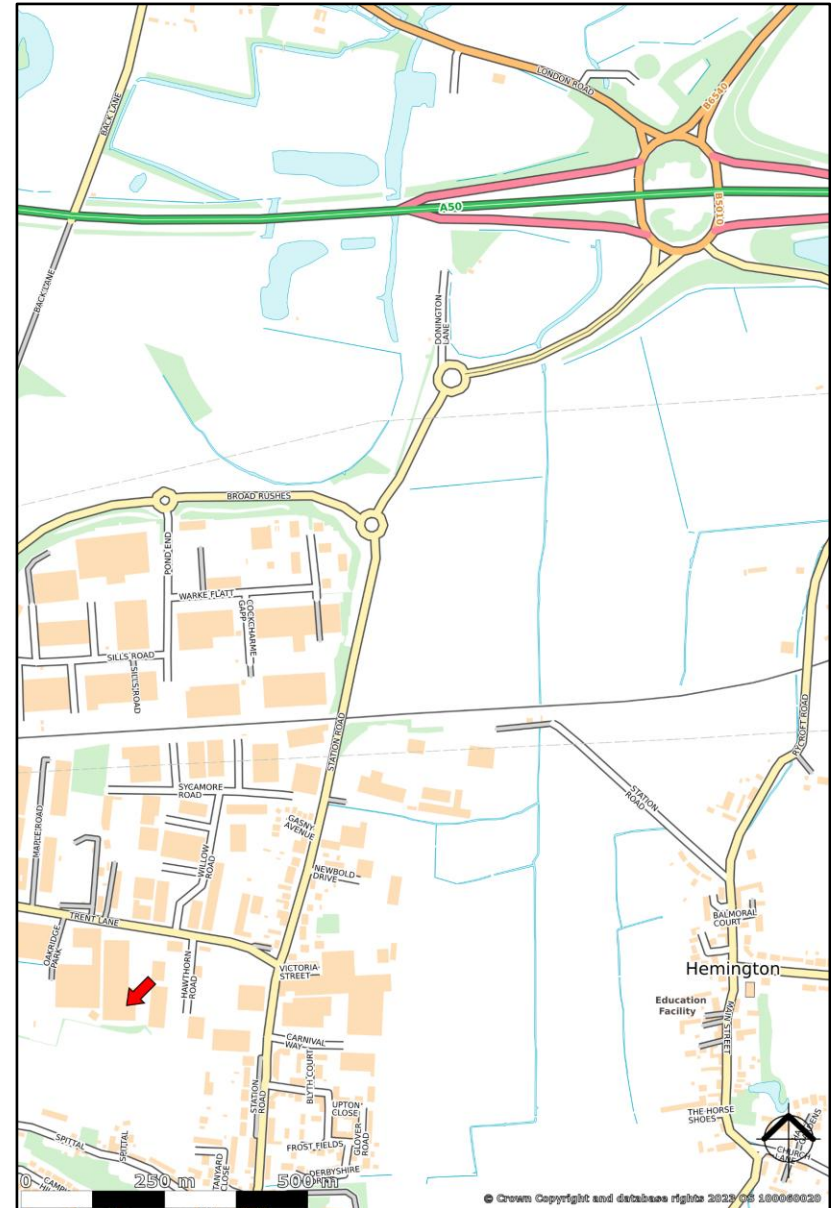 BACK LANE
LONDON ROAD
B6540
A50
B5010
BACK LANE
DONINGTON
LANE
BROAD RUSHES
POND END
WARKE FLATT
COCKCHARME
GAPP
SILLS ROAD
SILLS ROAD
STATION ROAD
RYCROFT ROAD
SYCAMORE
ROAD
STATION
ROAD
MAPLE ROAD
GASNY
AVENUE
WILLOW
ROAD
NEWBOLD
DRIVE
TRENT LANE
BALMORAL
COURT
OAKRIDGE
PARK
HAWTHORN
ROAD
VICTORIA
STREET
Hemington
Education
Facility
MAIN STREET
CARNIVAL
WAY
BLYTH COURT
STATION
ROAD
UPTON
CLOSE
GLOVER
ROAD
THE HORSE
SHOES
SPITTAL
SPITTAL
TANYARD
CLOSE
FROST FIELDS
DERBYSHIRE
GARDENS
CHURCH
LANE
0 250 m 500 m
© Crown Copyright and database rights 2023 OS 100060020